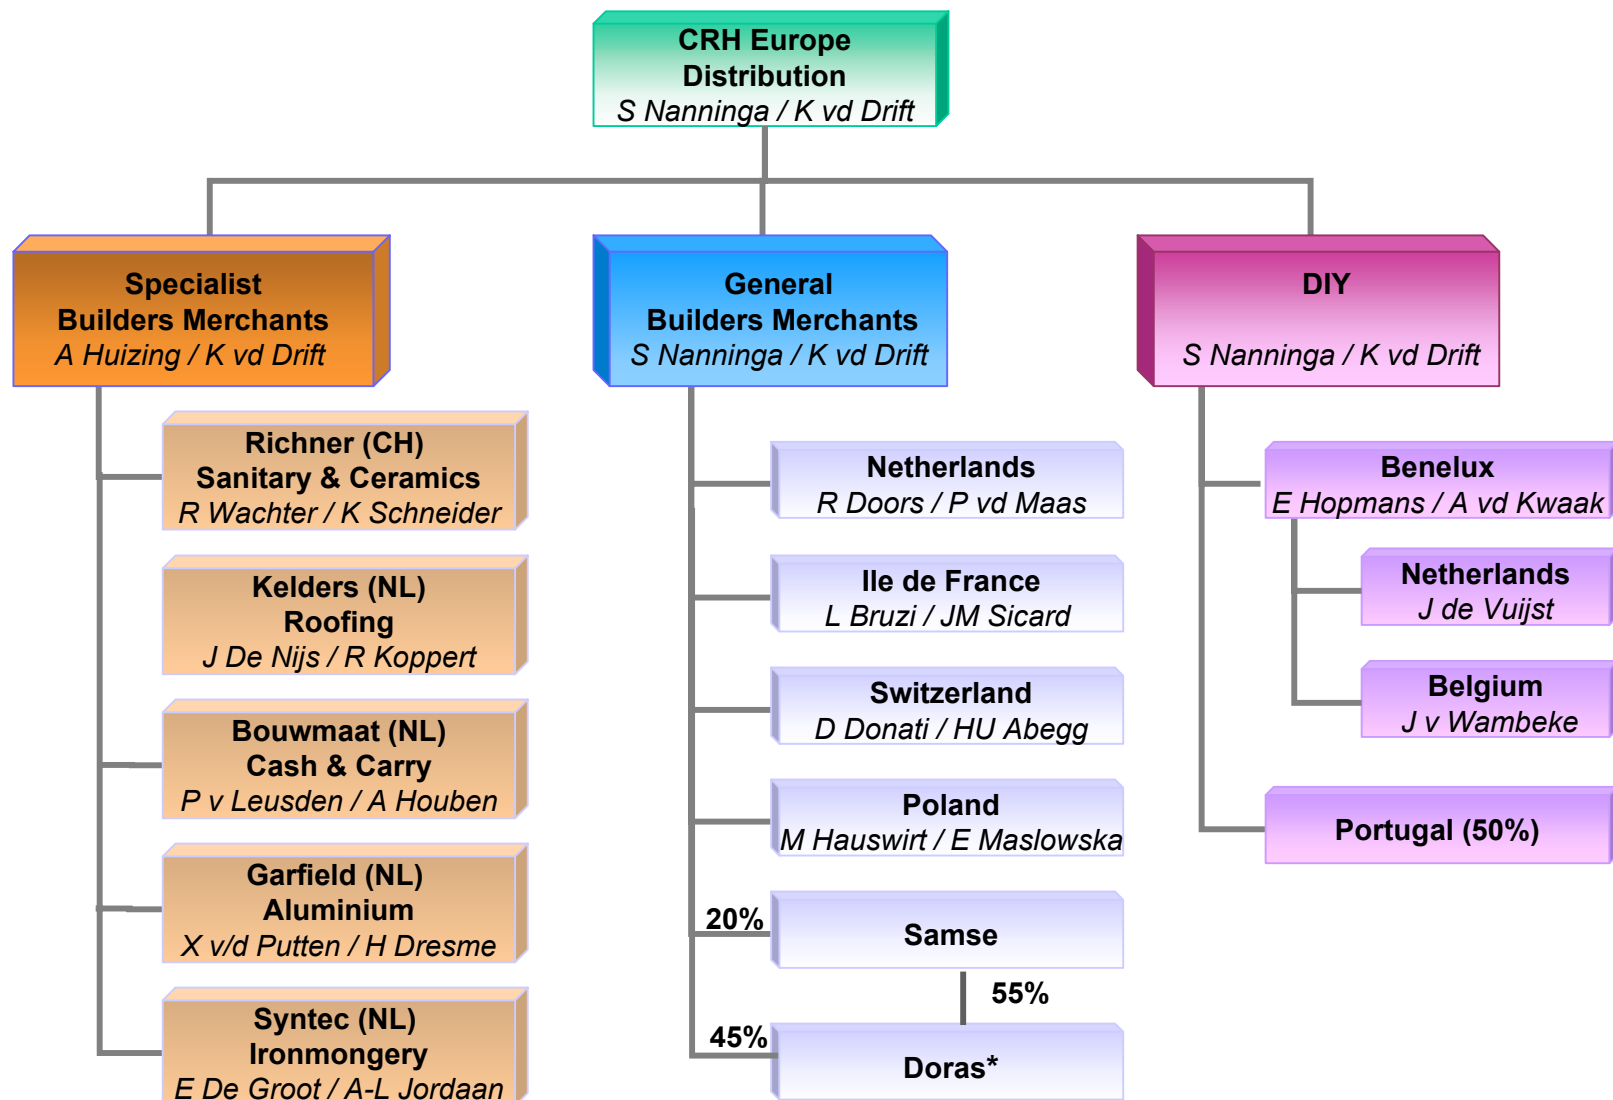 CRH Europe
Distribution
S Nanninga / K vd Drift
Specialist
Builders Merchants
A Huizing / K vd Drift
General
Builders Merchants
S Nanninga / K vd Drift
DIY
S Nanninga / K vd Drift
Richner (CH)
Sanitary & Ceramics
R Wachter / K Schneider
Kelders (NL)
Roofing
J De Nijs / R Koppert
Bouwmaat (NL)
Cash & Carry
P v Leusden / A Houben
Garfield (NL)
Aluminium
X v/d Putten / H Dresme
Syntec (NL)
Ironmongery
E De Groot / A-L Jordaan
Netherlands
R Doors / P vd Maas
Ile de France
L Bruzi / JM Sicard
Switzerland
D Donati / HU Abegg
Poland
M Hauswirt / E Maslowska
20%
Samse
55%
45%
Doras*
Benelux
E Hopmans / A vd Kwaak
Netherlands
J de Vuijst
Belgium
J v Wambeke
Portugal (50%)